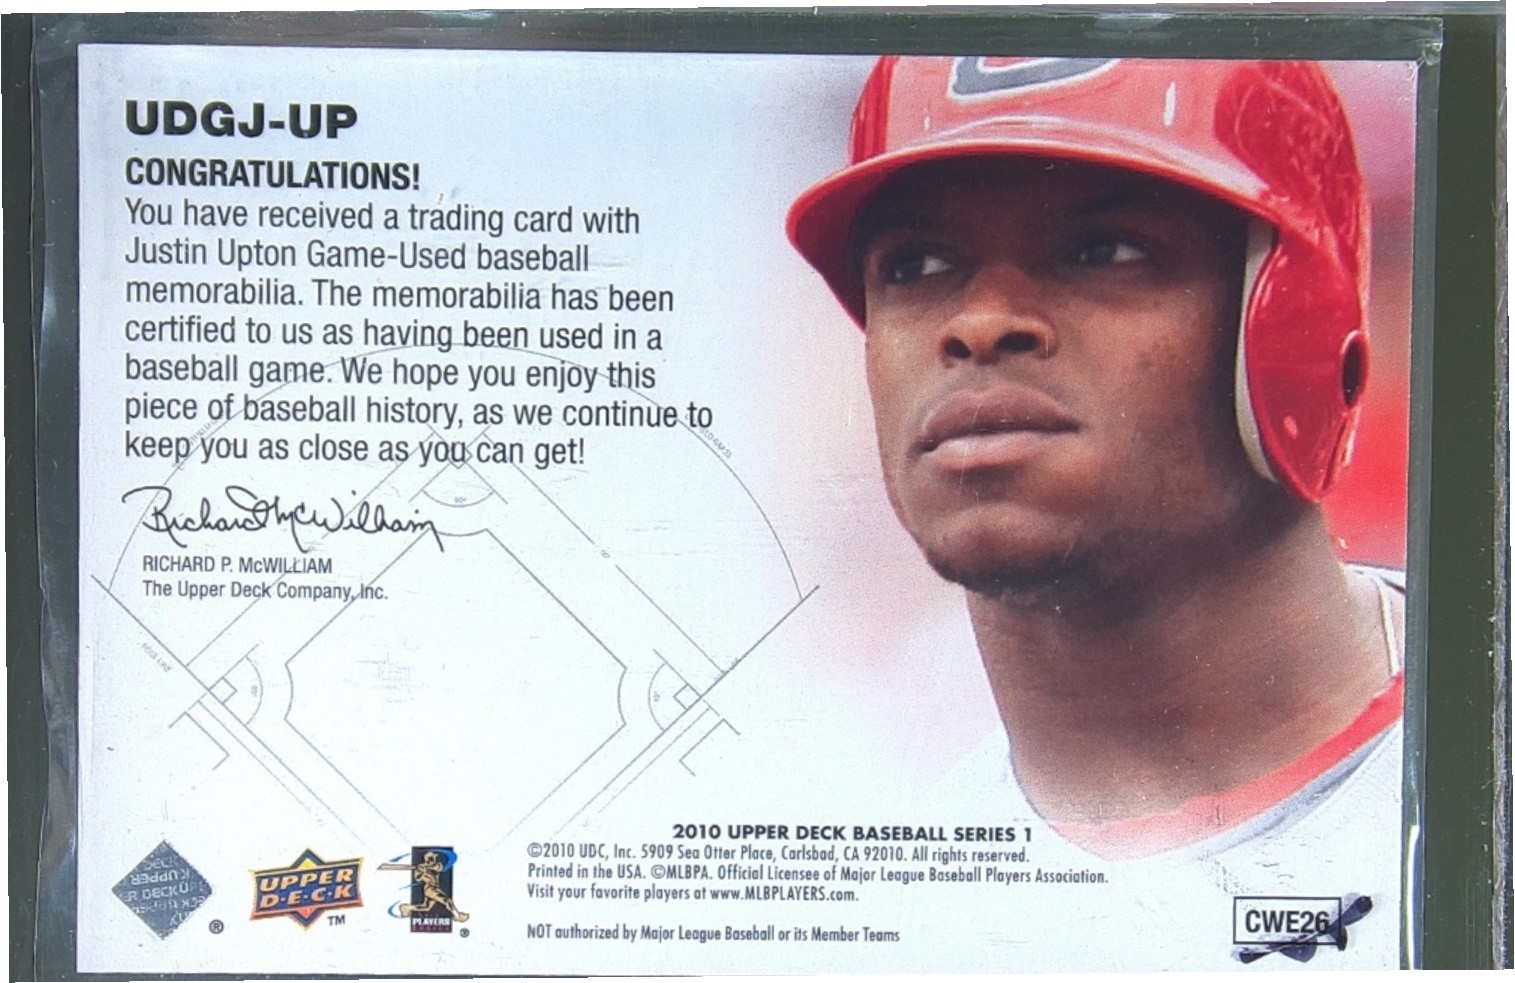 UDGJ-UP
CONGRATULATIONS!
You have received a trading card with
Justin Upton Game-Used baseball
memorabilia. The memorabilia has been
certified to us as having been used in a
baseball game. We hope you enjoy this
piece of baseball history, as we continue to
keep you as close as you can get!
Richard McWilliam
RICHARD P. McWILLIAM
The Upper Deck Company, Inc.
2010 UPPER DECK BASEBALL SERIES 1
©2010 UDC, Inc. 5909 Sea Otter Place, Carlsbad, CA 92010. All rights reserved.
Printed in the USA. ©MLBPA. Official Licensee of Major League Baseball Players Association.
Visit your favorite players at www.MLBPLAYERS.com.
NOT authorized by Major League Baseball or its Member Teams
®
UPPER
D·E·C·K
TM
PLAYERS
®
CWE26